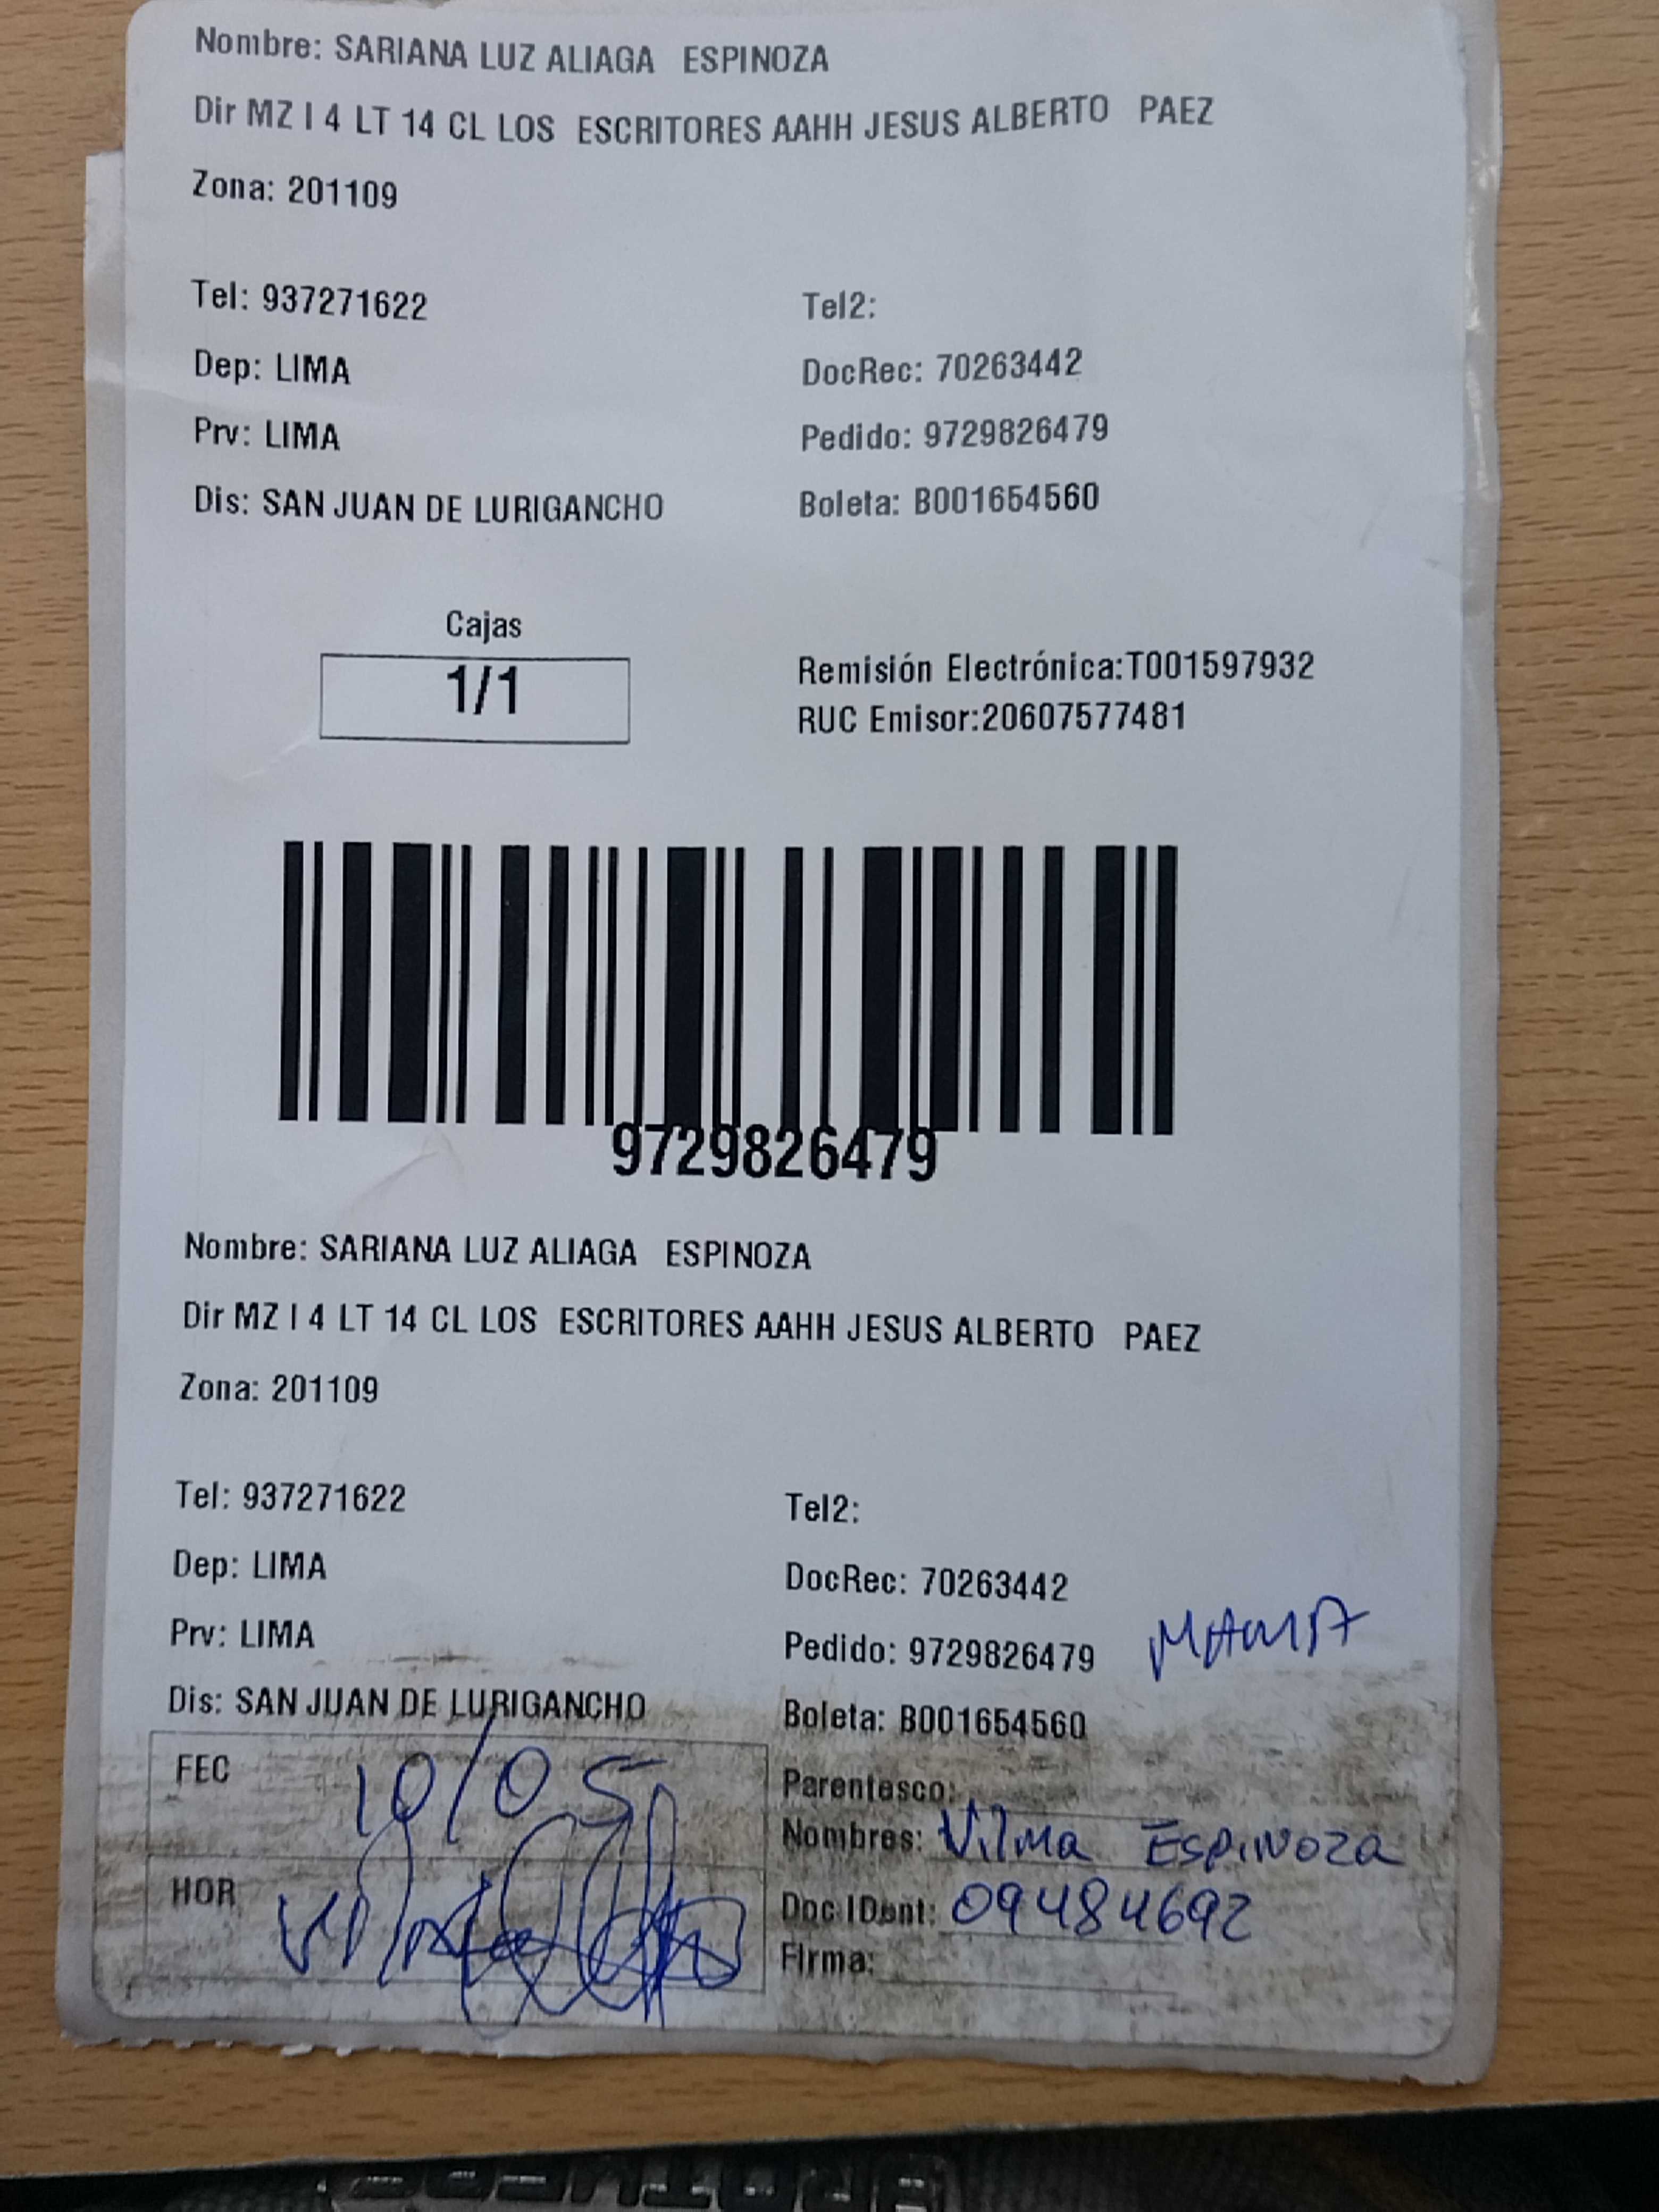 Nombre: SARIANA LUZ ALIAGA ESPINOZA
Dir MZ I 4 LT 14 CL LOS ESCRITORES AAHH JESUS ALBERTO PAEZ
Zona: 201109
Tel: 937271622 Tel2:
Dep: LIMA DocRec: 70263442
Prv: LIMA Pedido: 9729826479
Dis: SAN JUAN DE LURIGANCHO Boleta: B001654560
Cajas
1/1
Remisión Electrónica:T001597932
RUC Emisor:20607577481
9729826479
Nombre: SARIANA LUZ ALIAGA ESPINOZA
Dir MZ I 4 LT 14 CL LOS ESCRITORES AAHH JESUS ALBERTO PAEZ
Zona: 201109
Tel: 937271622 Tel2:
Dep: LIMA DocRec: 70263442
Prv: LIMA Pedido: 9729826479 MAMA
Dis: SAN JUAN DE LURIGANCHO Boleta: B001654560
FEC 10/05 Parentesco:
Nombres: Vilma Espinoza
HOR Doc IDent: 09484692
Firma: